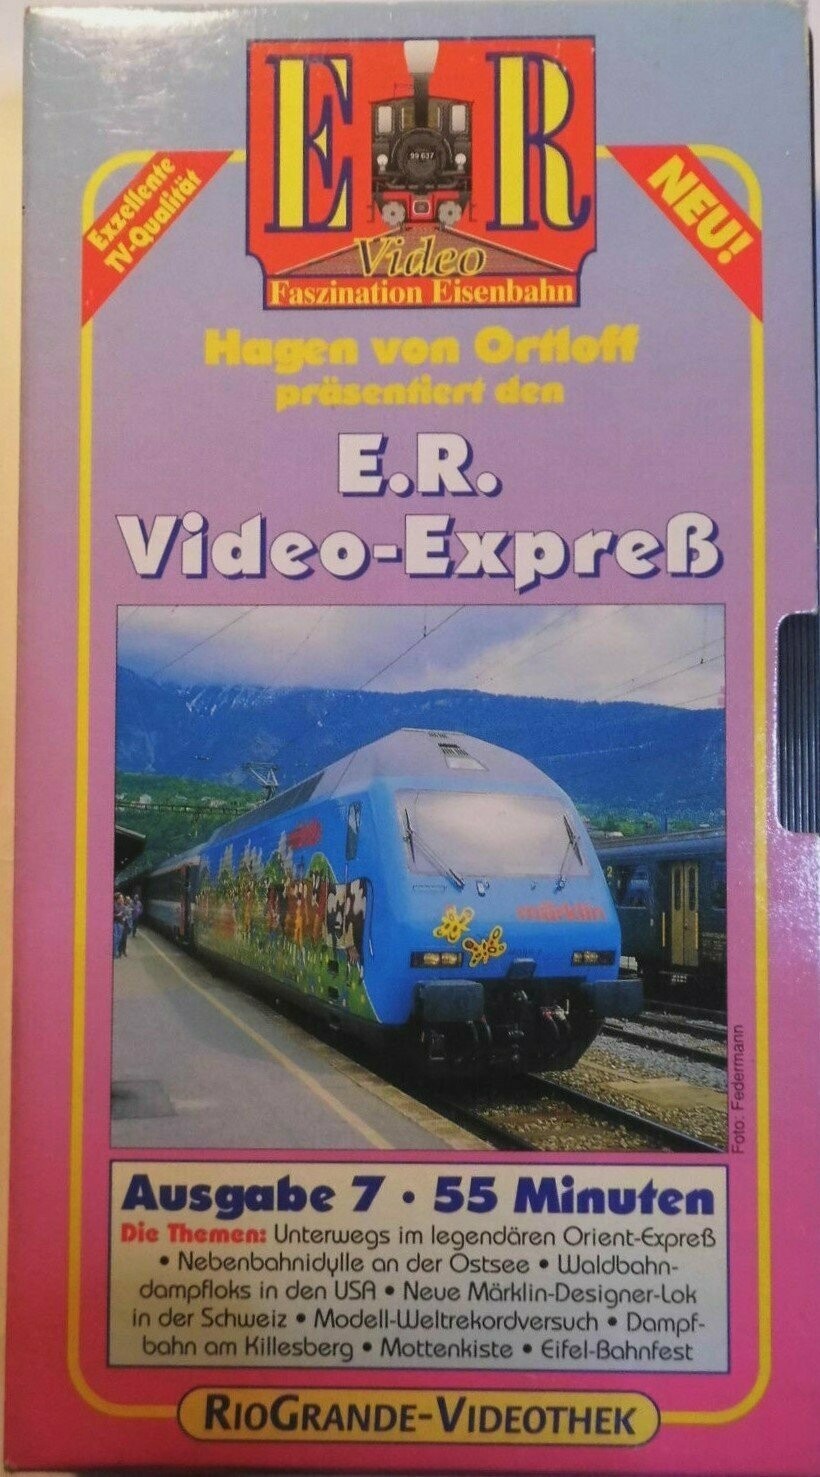 E R
99 637
Video
Faszination Eisenbahn
Exzellente
TV-Qualität
NEU!
Hagen von Ortloff
präsentiert den
E.R.
Video-Expreß
märklin
2
Foto: Federmann
Ausgabe 7 • 55 Minuten
Die Themen: Unterwegs im legendären Orient-Expreß
• Nebenbahnidylle an der Ostsee • Waldbahn-
dampfloks in den USA • Neue Märklin-Designer-Lok
in der Schweiz • Modell-Weltrekordversuch • Dampf-
bahn am Killesberg • Mottenkiste • Eifel-Bahnfest
RIOGRANDE-VIDEOTHEK